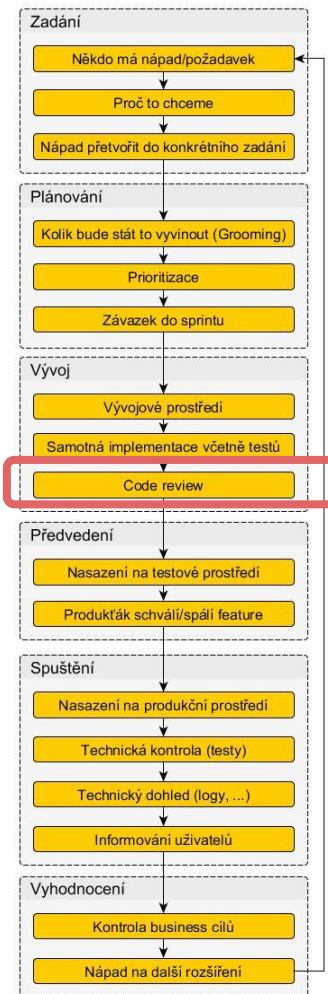 Zadání
Někdo má nápad/požadavek
Proč to chceme
Nápad přetvořit do konkrétního zadání
Plánování
Kolik bude stát to vyvinout (Grooming)
Prioritizace
Závazek do sprintu
Vývoj
Vývojové prostředí
Samotná implementace včetně testů
Code review
Předvedení
Nasazení na testové prostředí
Produkťák schválí/spálí feature
Spuštění
Nasazení na produkční prostředí
Technická kontrola (testy)
Technický dohled (logy, ...)
Informování uživatelů
Vyhodnocení
Kontrola business cílů
Nápad na další rozšíření